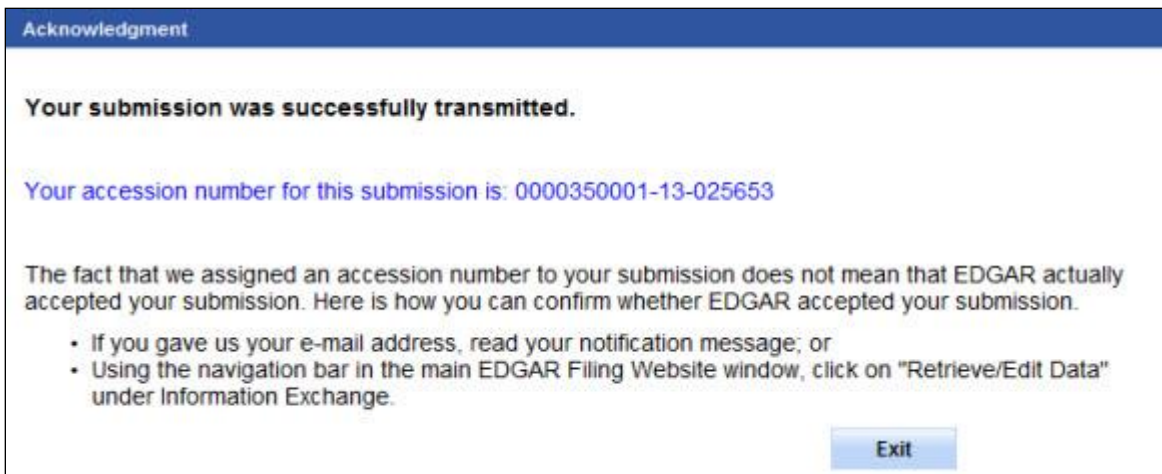 Acknowledgment
Your submission was successfully transmitted.
Your accession number for this submission is: 0000350001-13-025653
The fact that we assigned an accession number to your submission does not mean that EDGAR actually
accepted your submission. Here is how you can confirm whether EDGAR accepted your submission.
• If you gave us your e-mail address, read your notification message; or
• Using the navigation bar in the main EDGAR Filing Website window, click on "Retrieve/Edit Data"
under Information Exchange.
Exit